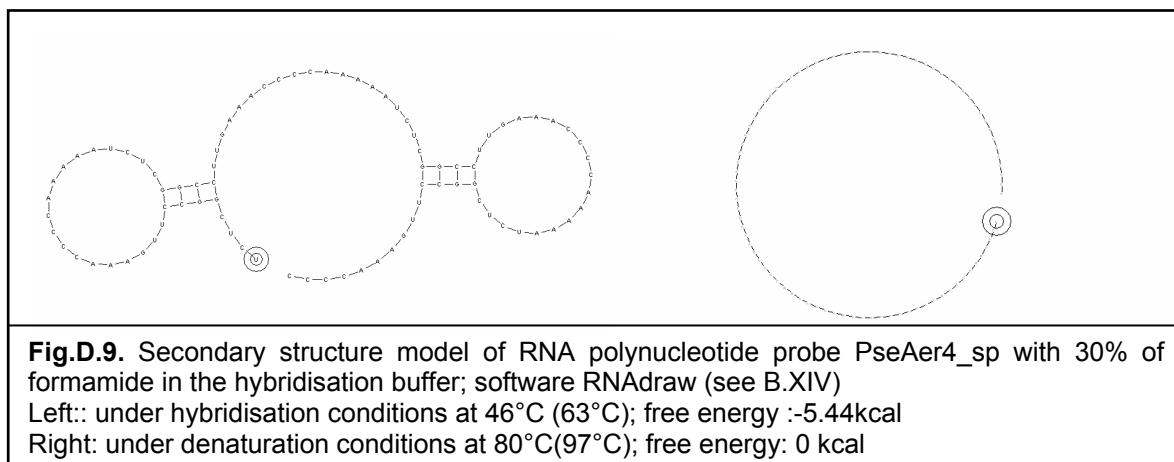 Fig.D.9. Secondary structure model of RNA polynucleotide probe PseAer4_sp with 30% of
formamide in the hybridisation buffer; software RNAdraw (see B.XIV)
Left:: under hybridisation conditions at 46°C (63°C); free energy :-5.44kcal
Right: under denaturation conditions at 80°C(97°C); free energy: 0 kcal